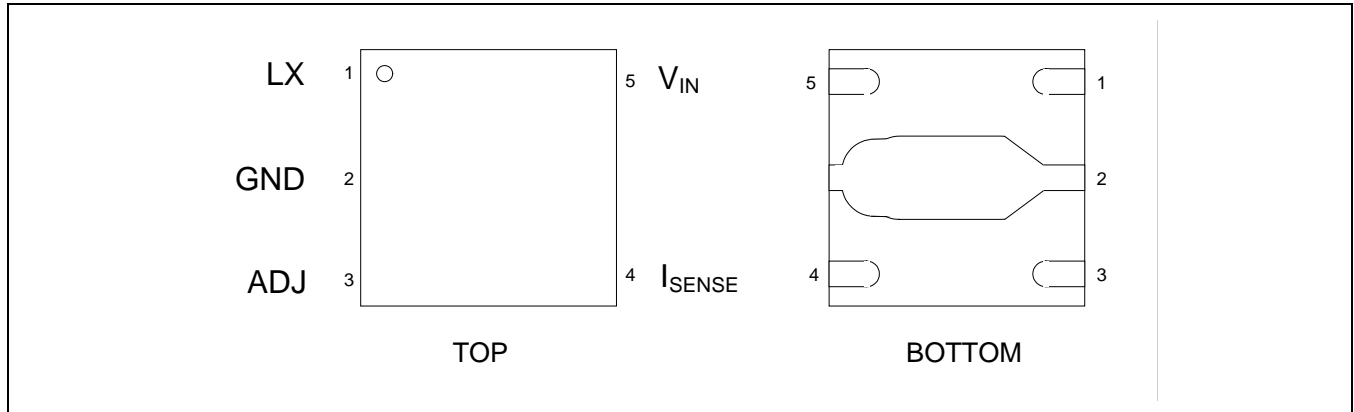 LX 1 5 V_IN 5 1
GND 2 2
ADJ 3 4 I_SENSE 4 3
TOP BOTTOM